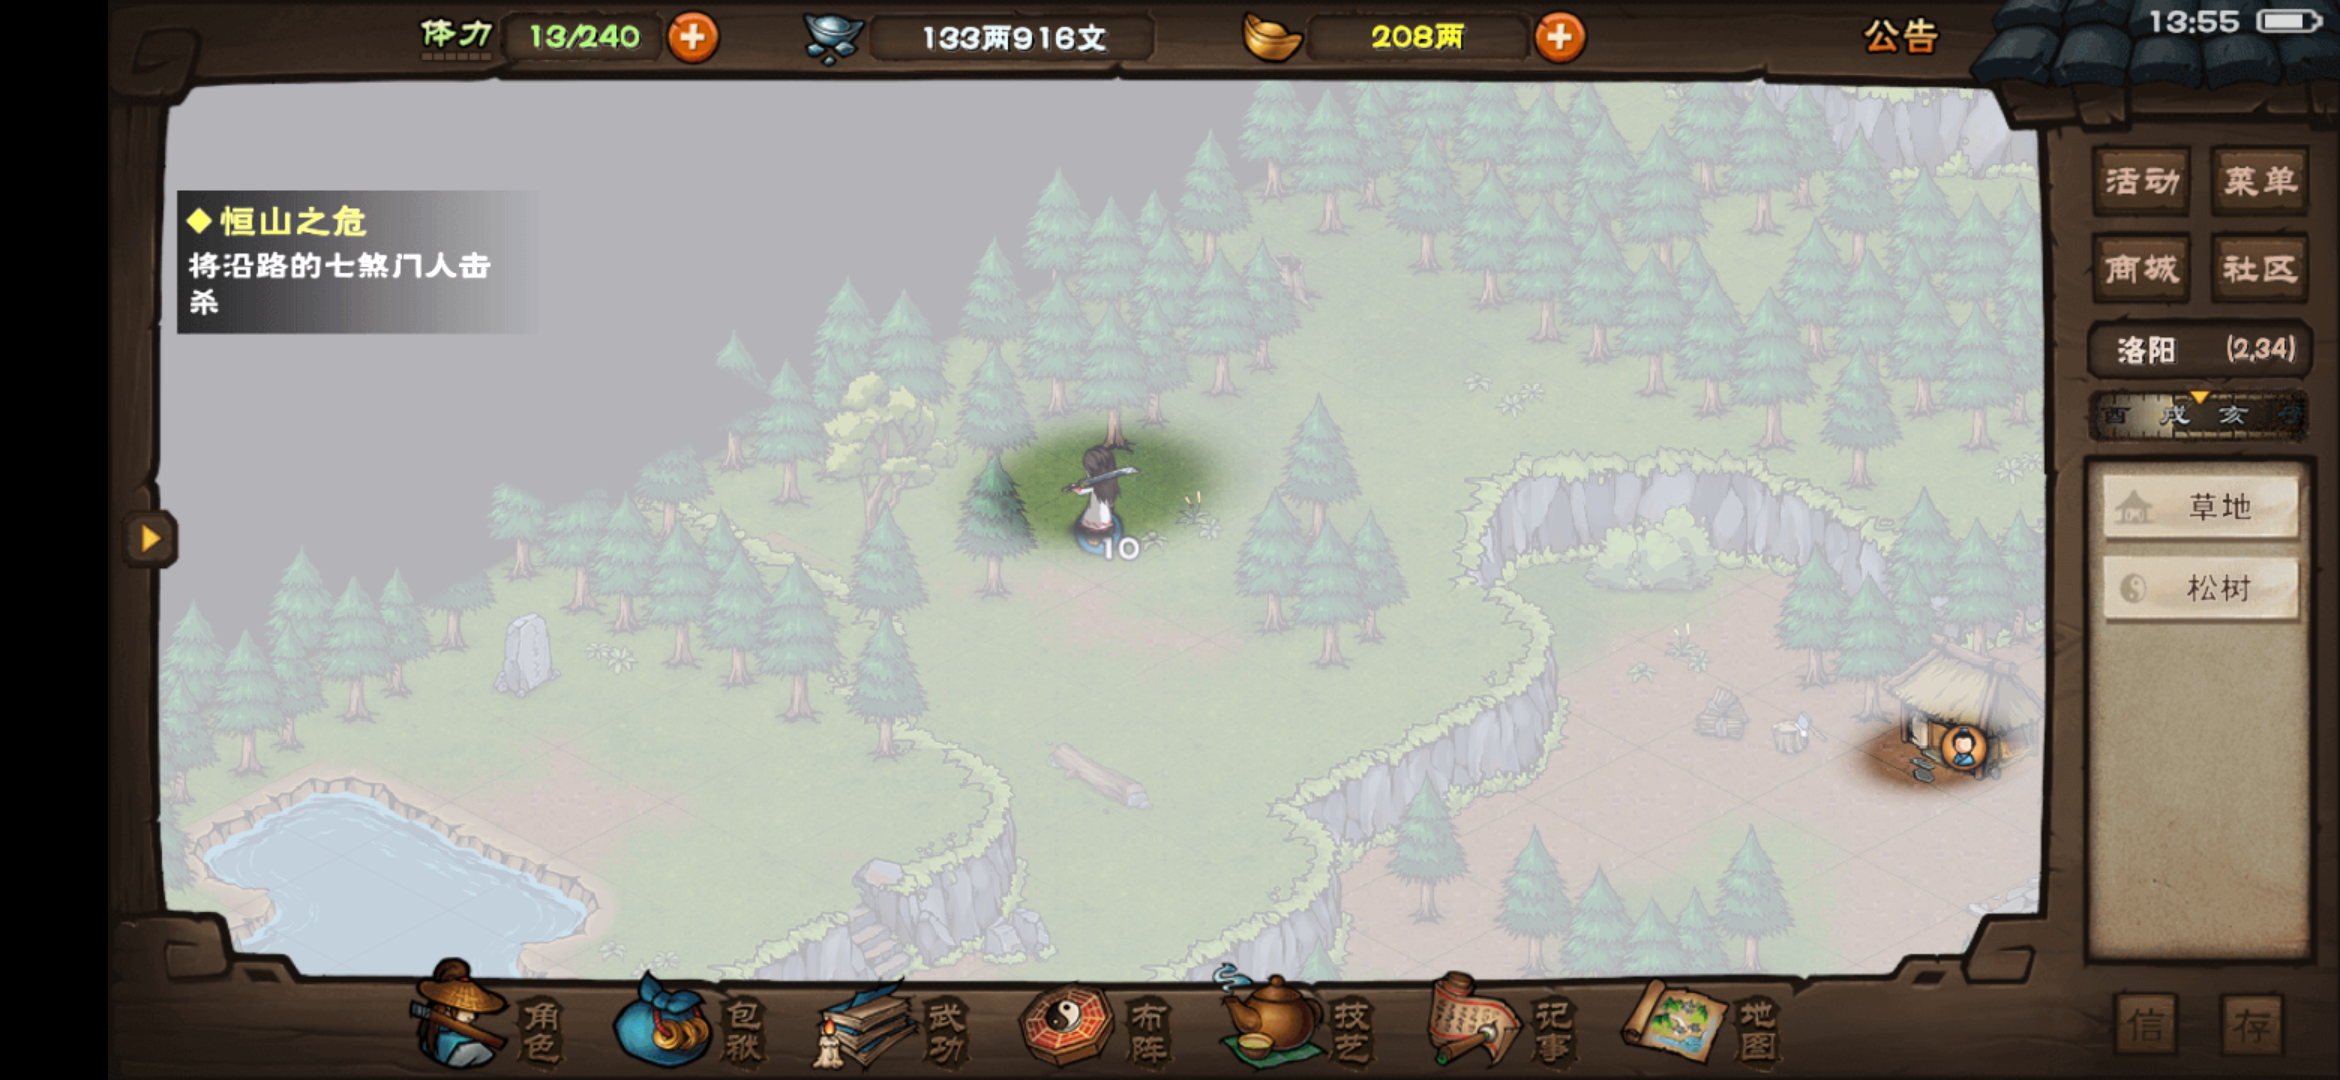 体力 13/240 133两916文 208两 公告 13:55
◆恒山之危
将沿路的七煞门人击
杀
10
活动 菜单
商城 社区
洛阳 (2,34)
酉 戌 亥
草地
松树
角色 包袱 武功 布阵 技艺 记事 地图 信 存